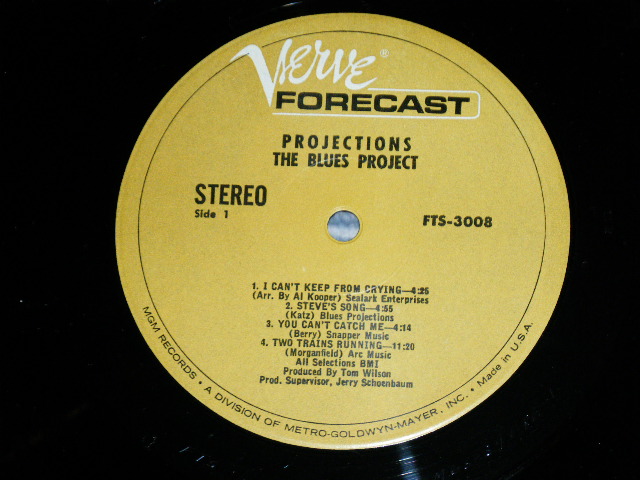 Verve ®
FORECAST
PROJECTIONS
THE BLUES PROJECT
STEREO
Side 1
FTS-3008
1. I CAN'T KEEP FROM CRYING—4:25
(Arr. By Al Kooper) Sealark Enterprises
2. STEVE'S SONG—4:55
(Katz) Blues Projections
3. YOU CAN'T CATCH ME—4:14
(Berry) Snapper Music
4. TWO TRAINS RUNNING—11:20
(Morganfield) Arc Music
All Selections BMI
Produced By Tom Wilson
Prod. Supervisor, Jerry Schoenbaum
MGM RECORDS • A DIVISION OF METRO-GOLDWYN-MAYER, INC. • Made in U.S.A.